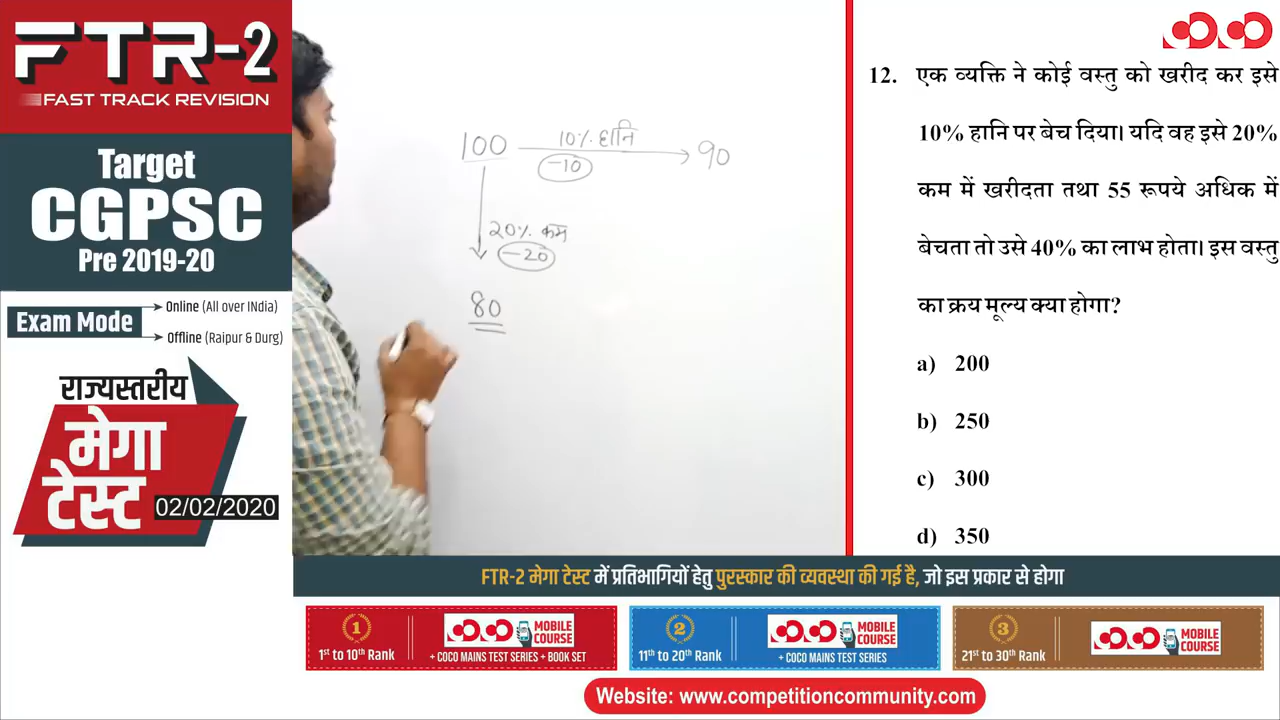 FTR-2
FAST TRACK REVISION
Target
CGPSC
Pre 2019-20
Exam Mode
Online (All over INdia)
Offline (Raipur & Durg)
राज्यस्तरीय
मेगा
टेस्ट
02/02/2020
100
10% हानि
-10
90
20% कम
-20
80
COCO
12. एक व्यक्ति ने कोई वस्तु को खरीद कर इसे
10% हानि पर बेच दिया। यदि वह इसे 20%
कम में खरीदता तथा 55 रूपये अधिक में
बेचता तो उसे 40% का लाभ होता। इस वस्तु
का क्रय मूल्य क्या होगा?
a) 200
b) 250
c) 300
d) 350
FTR-2 मेगा टेस्ट में प्रतिभागियों हेतु पुरस्कार की व्यवस्था की गई है, जो इस प्रकार से होगा
1
1st to 10th Rank
COCO MOBILE COURSE
+ COCO MAINS TEST SERIES + BOOK SET
2
11th to 20th Rank
COCO MOBILE COURSE
+ COCO MAINS TEST SERIES
3
21st to 30th Rank
COCO MOBILE COURSE
Website: www.competitioncommunity.com